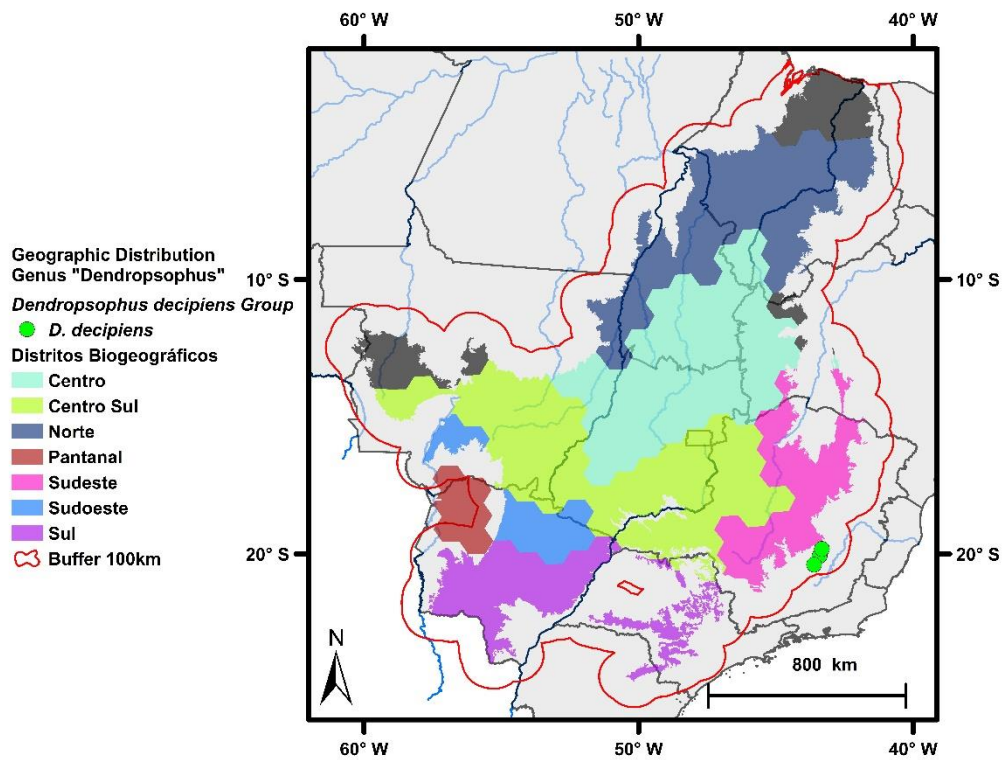 60° W 50° W 40° W
Geographic Distribution
Genus "Dendropsophus"
Dendropsophus decipiens Group
D. decipiens
Distritos Biogeográficos
Centro
Centro Sul
Norte
Pantanal
Sudeste
Sudoeste
Sul
Buffer 100km
10° S 10° S
20° S 20° S
N
800 km
60° W 50° W 40° W